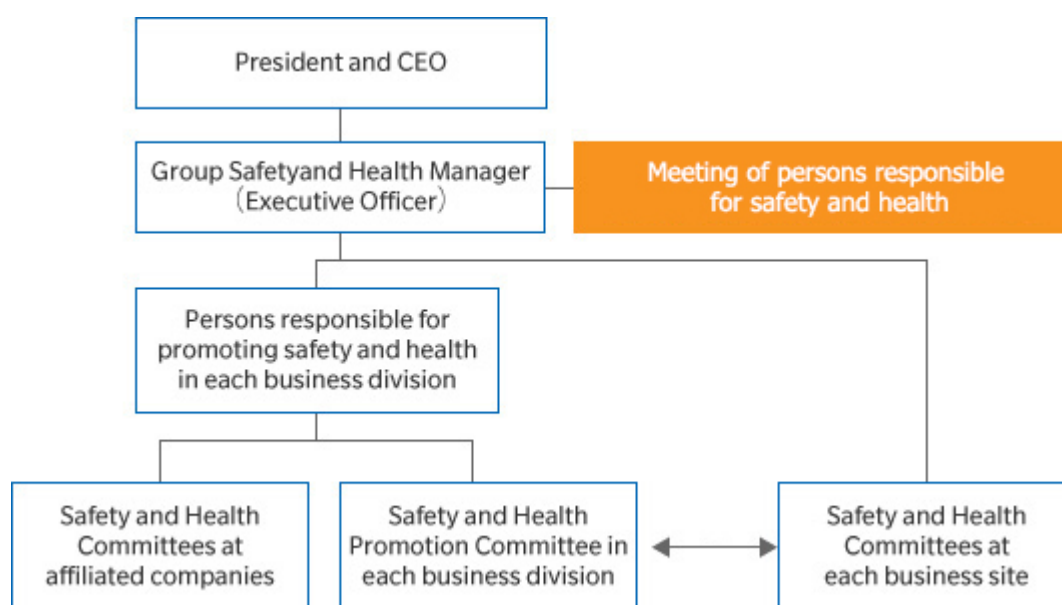 President and CEO
Group Safetyand Health Manager
（Executive Officer）
Meeting of persons responsible
for safety and health
Persons responsible for
promoting safety and health
in each business division
Safety and Health
Committees at
affiliated companies
Safety and Health
Promotion Committee in
each business division
Safety and Health
Committees at
each business site